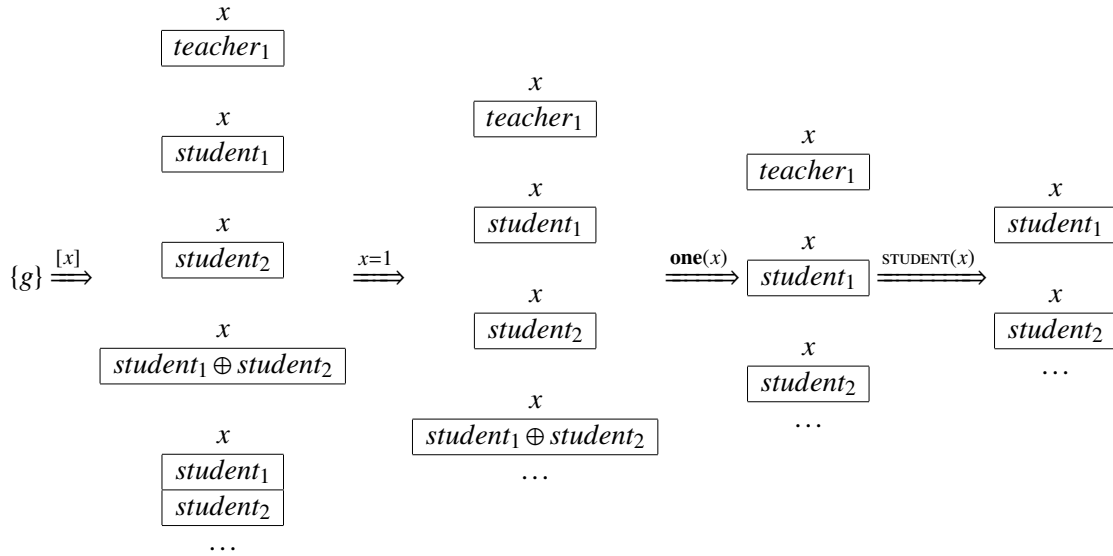 {g} [x] ⟹
x
teacher₁
x
student₁
x
student₂
x
student₁ ⊕ student₂
x
student₁
student₂
…
x=1 ⟹
x
teacher₁
x
student₁
x
student₂
x
student₁ ⊕ student₂
…
one(x) ⟹
x
teacher₁
x
student₁
x
student₂
…
STUDENT(x) ⟹
x
student₁
x
student₂
…